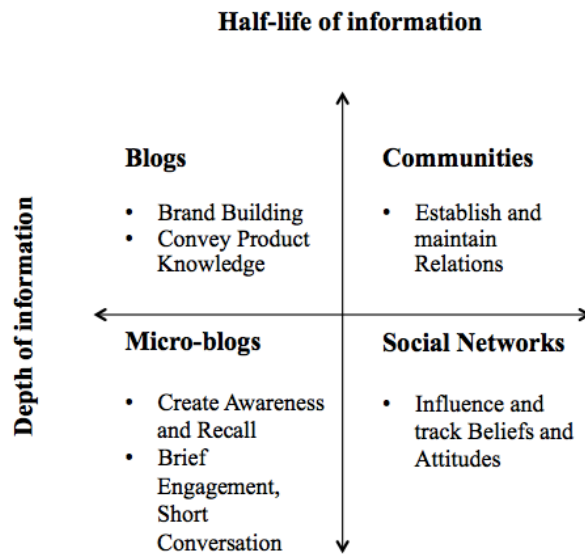 Half-life of information
Depth of information
Blogs
• Brand Building
• Convey Product
Knowledge
Communities
• Establish and
maintain
Relations
Micro-blogs
• Create Awareness
and Recall
• Brief
Engagement,
Short
Conversation
Social Networks
• Influence and
track Beliefs and
Attitudes